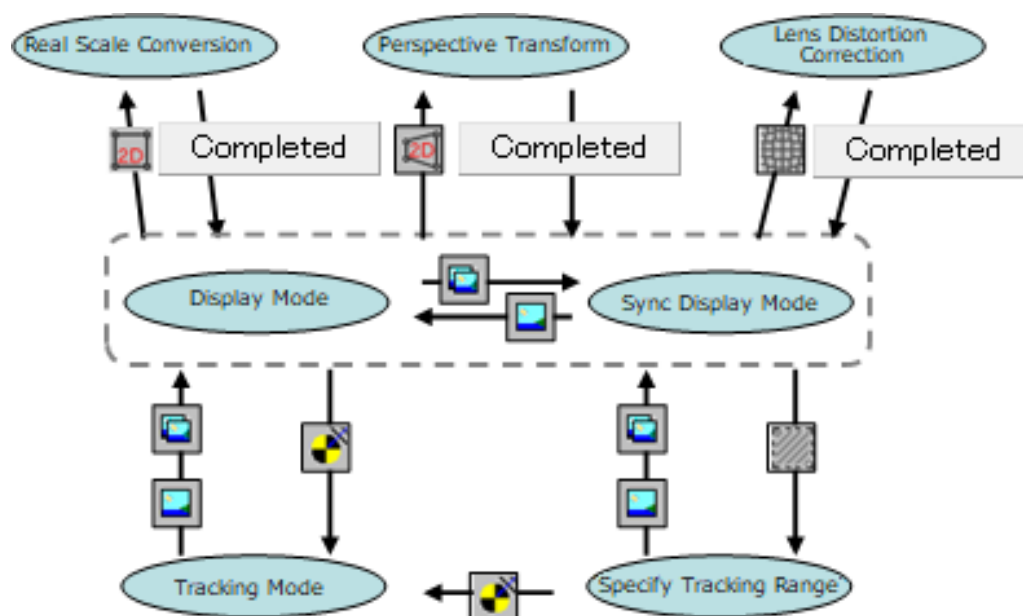 Real Scale Conversion
Perspective Transform
Lens Distortion
Correction
2D
Completed
2D
Completed
Completed
Display Mode
Sync Display Mode
Tracking Mode
Specify Tracking Range